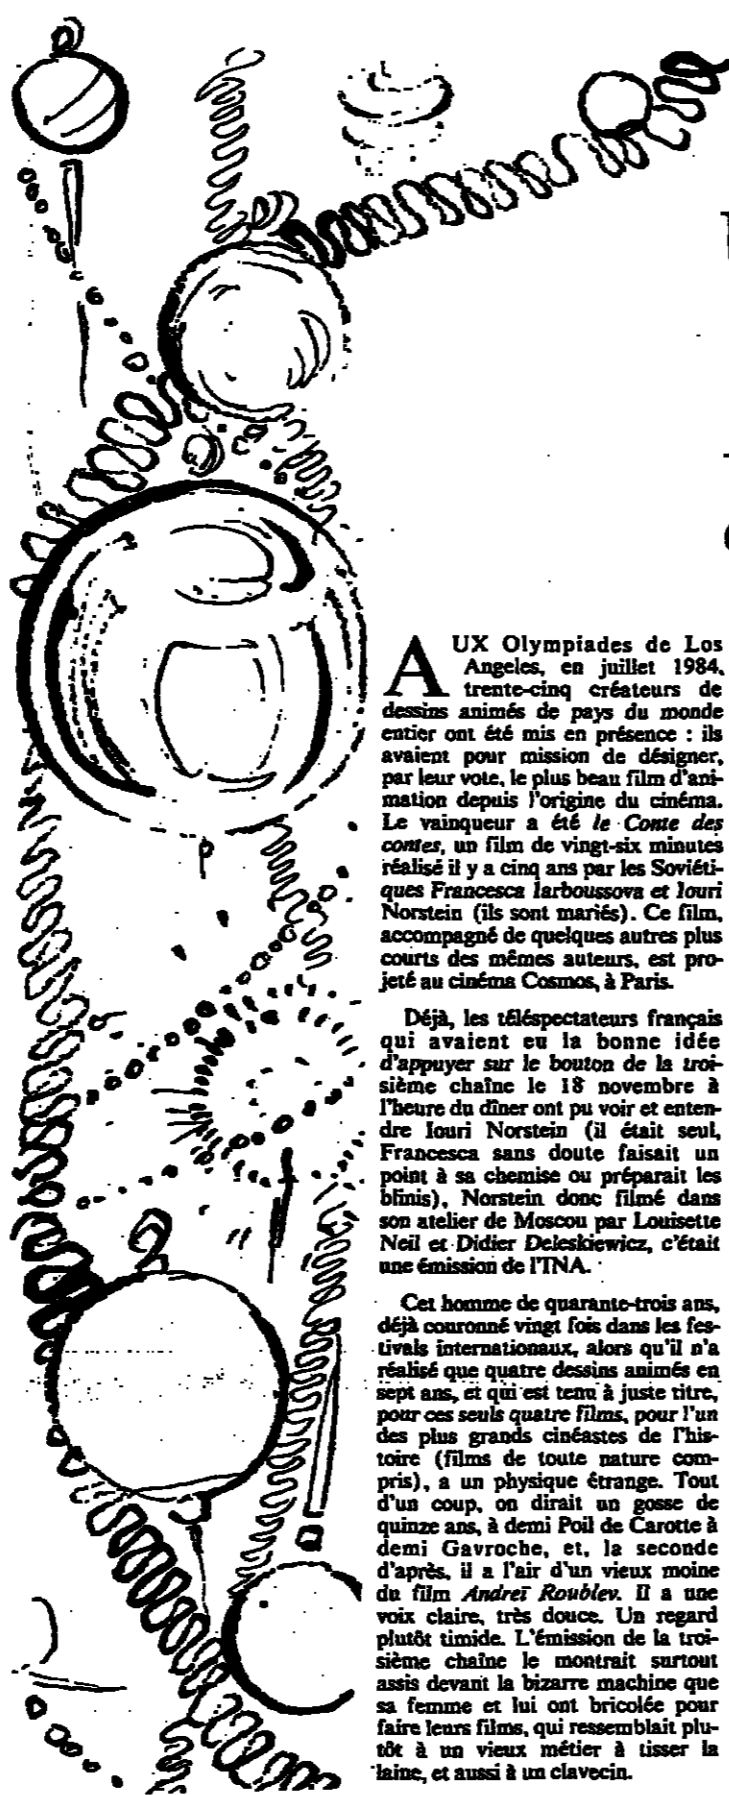 AUX Olympiades de Los
Angeles, en juillet 1984,
trente-cinq créateurs de
dessins animés de pays du monde
entier ont été mis en présence : ils
avaient pour mission de désigner,
par leur vote, le plus beau film d'ani-
mation depuis l'origine du cinéma.
Le vainqueur a été le Conte des
contes, un film de vingt-six minutes
réalisé il y a cinq ans par les Soviéti-
ques Francesca Iarboussova et Iouri
Norstein (ils sont mariés). Ce film,
accompagné de quelques autres plus
courts des mêmes auteurs, est pro-
jeté au cinéma Cosmos, à Paris.
Déjà, les téléspectateurs français
qui avaient eu la bonne idée
d'appuyer sur le bouton de la troi-
sième chaîne le 18 novembre à
l'heure du dîner ont pu voir et enten-
dre Iouri Norstein (il était seul,
Francesca sans doute faisait un
point à sa chemise ou préparait les
blinis), Norstein donc filmé dans
son atelier de Moscou par Louisette
Neil et Didier Deleskiewicz, c'était
une émission de l'INA.
Cet homme de quarante-trois ans,
déjà couronné vingt fois dans les fes-
tivals internationaux, alors qu'il n'a
réalisé que quatre dessins animés en
sept ans, et qui est tenu à juste titre,
pour ces seuls quatre films, pour l'un
des plus grands cinéastes de l'his-
toire (films de toute nature com-
pris), a un physique étrange. Tout
d'un coup, on dirait un gosse de
quinze ans, à demi Poil de Carotte à
demi Gavroche, et, la seconde
d'après, il a l'air d'un vieux moine
du film Andreï Roublev. Il a une
voix claire, très douce. Un regard
plutôt timide. L'émission de la troi-
sième chaîne le montrait surtout
assis devant la bizarre machine que
sa femme et lui ont bricolée pour
faire leurs films, qui ressemblait plu-
tôt à un vieux métier à tisser la
laine, et aussi à un clavecin.